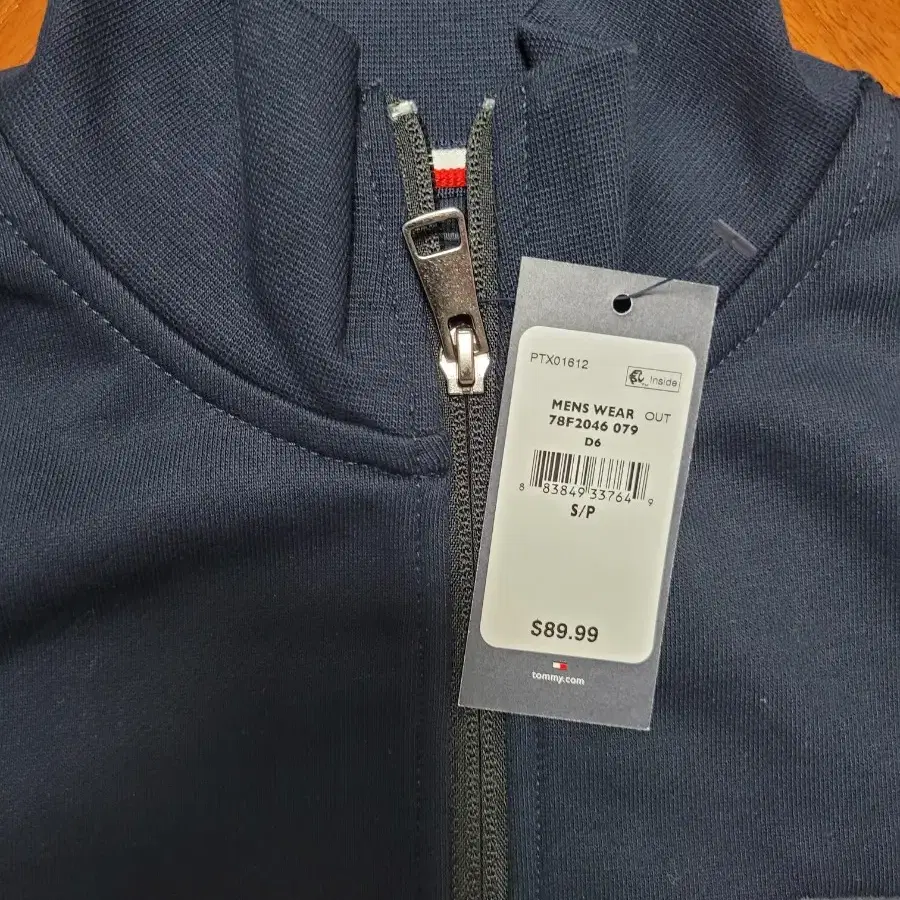 PTX01612
Inside
MENS WEAR OUT
78F2046 079
D6
8 83849 33764 9
S/P
$89.99
tommy.com